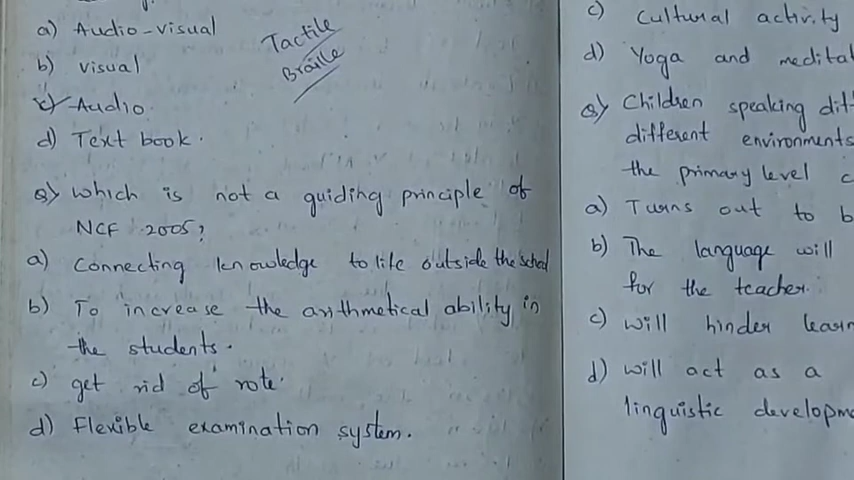 a) Audio-visual
b) visual
c) Audio.
d) Text book.
Tactile
Braille
Q) which is not a guiding principle of
NCF 2005?
a) Connecting knowledge to life outside the school
b) To increase the arithmetical ability in
the students.
c) get rid of rote.
d) Flexible examination system.
c) Cultural activity
d) Yoga and
Q) Children speaking
different environments
the primary level
a) Turns out to
b) The language will
for the teacher.
c) will hinder
d) will act as a
linguistic